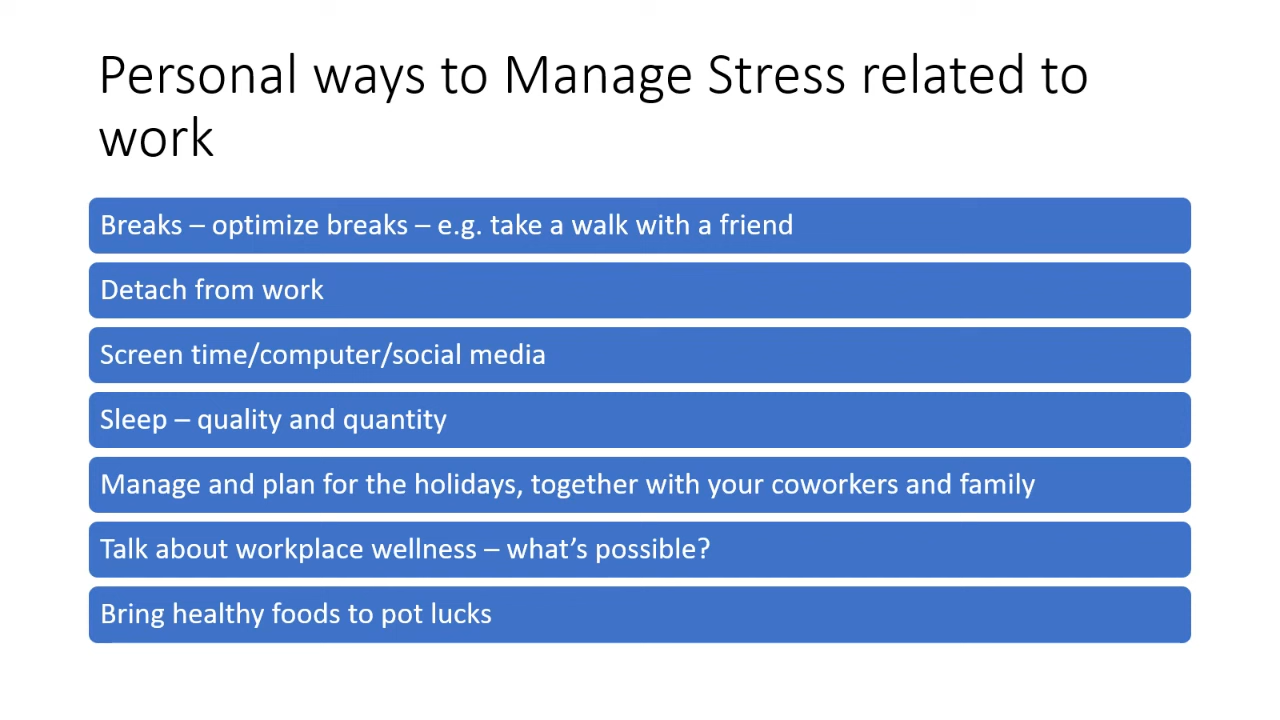 Personal ways to Manage Stress related to
work
Breaks – optimize breaks – e.g. take a walk with a friend
Detach from work
Screen time/computer/social media
Sleep – quality and quantity
Manage and plan for the holidays, together with your coworkers and family
Talk about workplace wellness – what’s possible?
Bring healthy foods to pot lucks